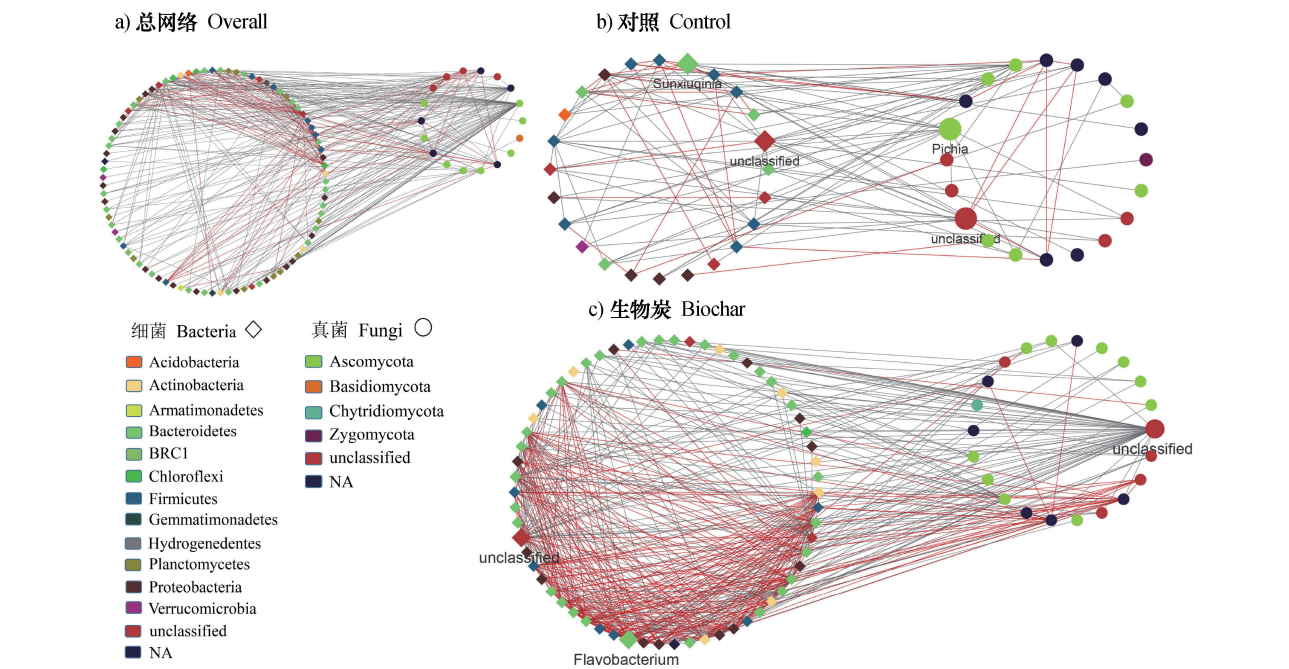 a) 总网络 Overall
b) 对照 Control
Sunxiuqinia
unclassified
Pichia
unclassified
c) 生物炭 Biochar
unclassified
unclassified
Flavobacterium
细菌 Bacteria
Acidobacteria
Actinobacteria
Armatimonadetes
Bacteroidetes
BRC1
Chloroflexi
Firmicutes
Gemmatimonadetes
Hydrogenedentes
Planctomycetes
Proteobacteria
Verrucomicrobia
unclassified
NA
真菌 Fungi
Ascomycota
Basidiomycota
Chytridiomycota
Zygomycota
unclassified
NA